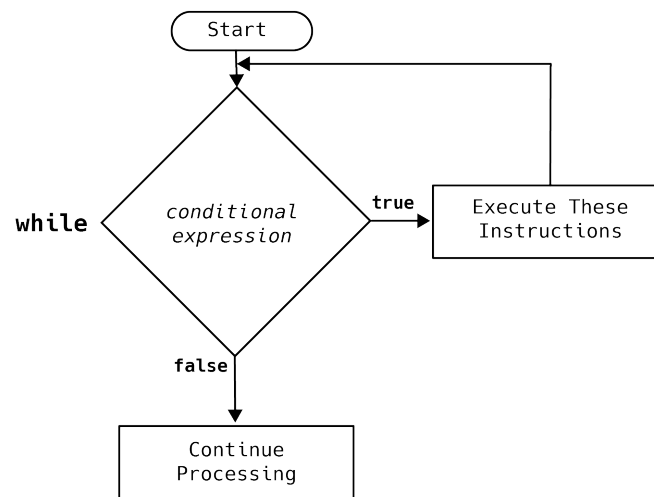 Start
while
conditional
expression
true
Execute These
Instructions
false
Continue
Processing